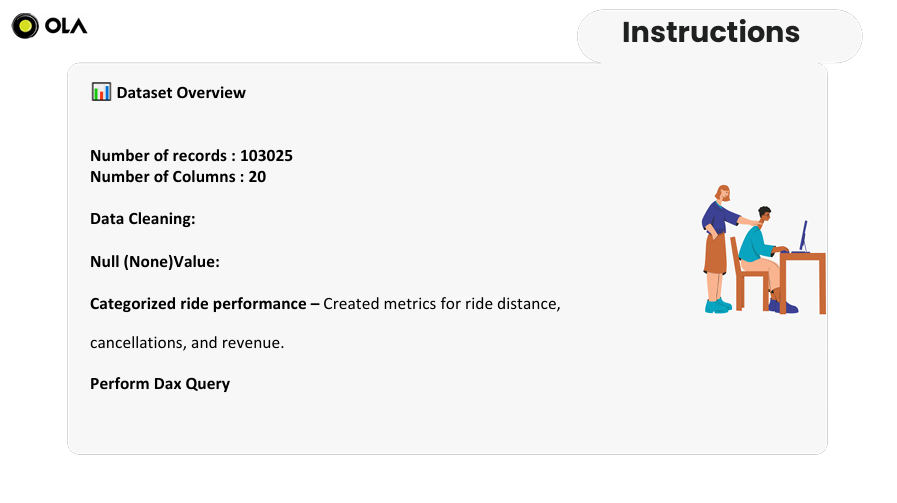 OLA
Instructions
Dataset Overview
Number of records : 103025
Number of Columns : 20
Data Cleaning:
Null (None)Value:
Categorized ride performance – Created metrics for ride distance,
cancellations, and revenue.
Perform Dax Query